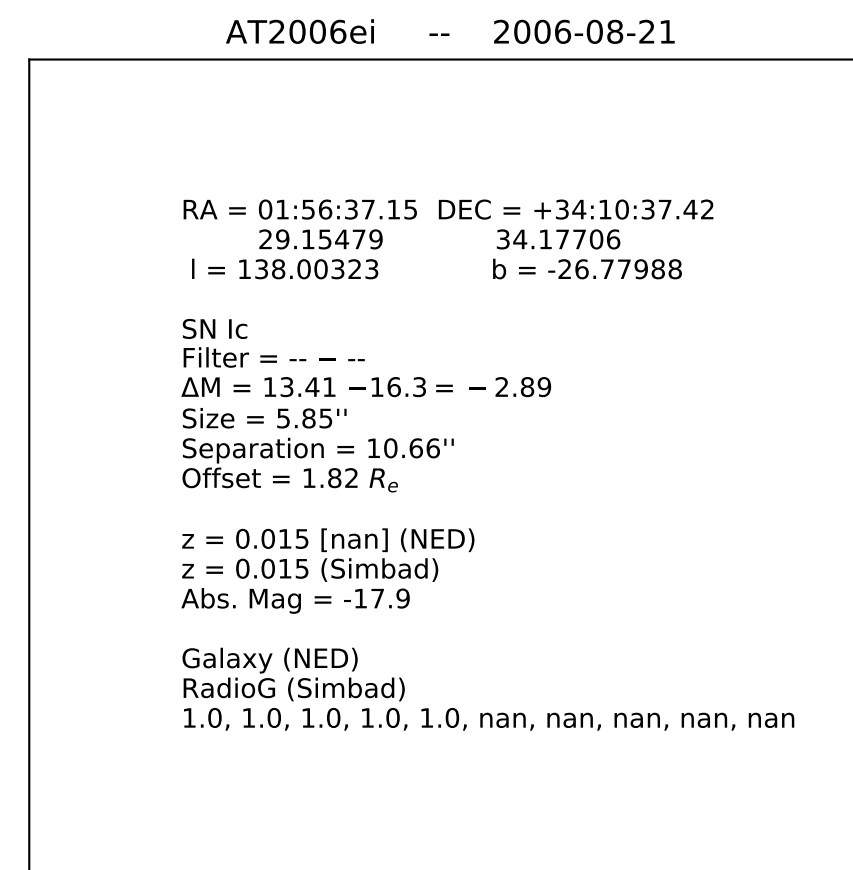 AT2006ei -- 2006-08-21
RA = 01:56:37.15 DEC = +34:10:37.42
29.15479 34.17706
l = 138.00323 b = -26.77988
SN Ic
Filter = -- − --
ΔM = 13.41 −16.3 = − 2.89
Size = 5.85''
Separation = 10.66''
Offset = 1.82 Re
z = 0.015 [nan] (NED)
z = 0.015 (Simbad)
Abs. Mag = -17.9
Galaxy (NED)
RadioG (Simbad)
1.0, 1.0, 1.0, 1.0, 1.0, nan, nan, nan, nan, nan